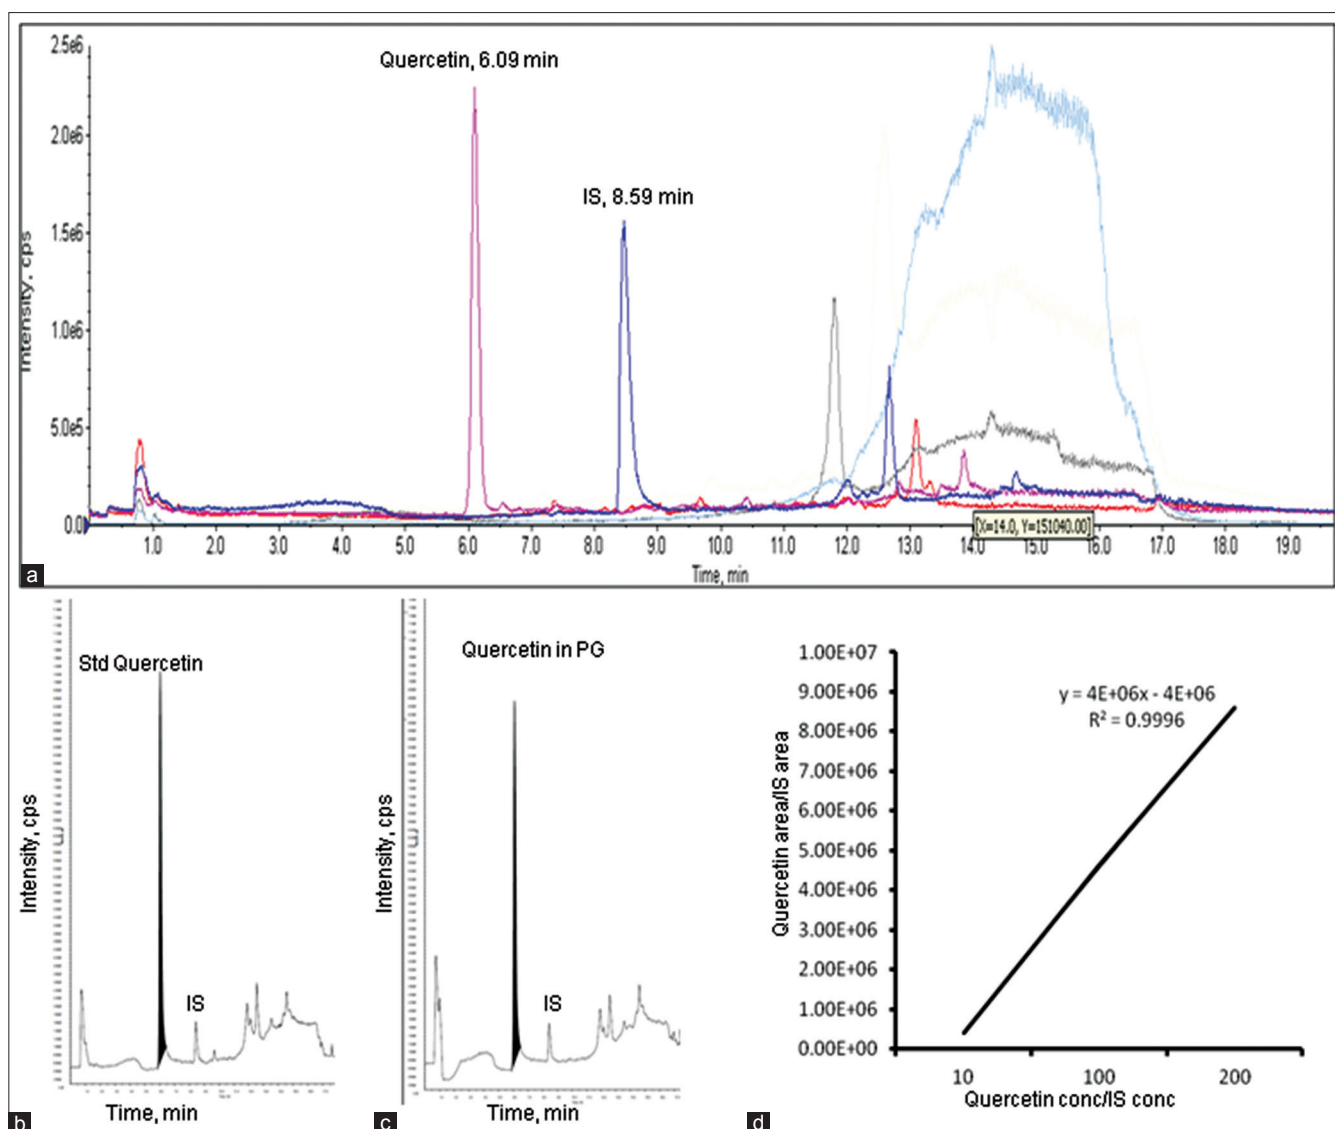 2.5e6
Quercetin, 6.09 min
2.0e6
IS, 8.59 min
1.5e6
Intensity, cps
1.0e6
5.0e5
0.0
[X=14.0, Y=151040.00]
1.0 2.0 3.0 4.0 5.0 6.0 7.0 8.0 9.0 10.0 11.0 12.0 13.0 14.0 15.0 16.0 17.0 18.0 19.0
Time, min
a
Std Quercetin
Intensity, cps
IS
Time, min
b
Quercetin in PG
Intensity, cps
IS
Time, min
c
1.00E+07
9.00E+06
8.00E+06
7.00E+06
6.00E+06
5.00E+06
4.00E+06
3.00E+06
2.00E+06
1.00E+06
0.00E+00
Quercetin area/IS area
y = 4E+06x - 4E+06
R² = 0.9996
10 100 200
Quercetin conc/IS conc
d